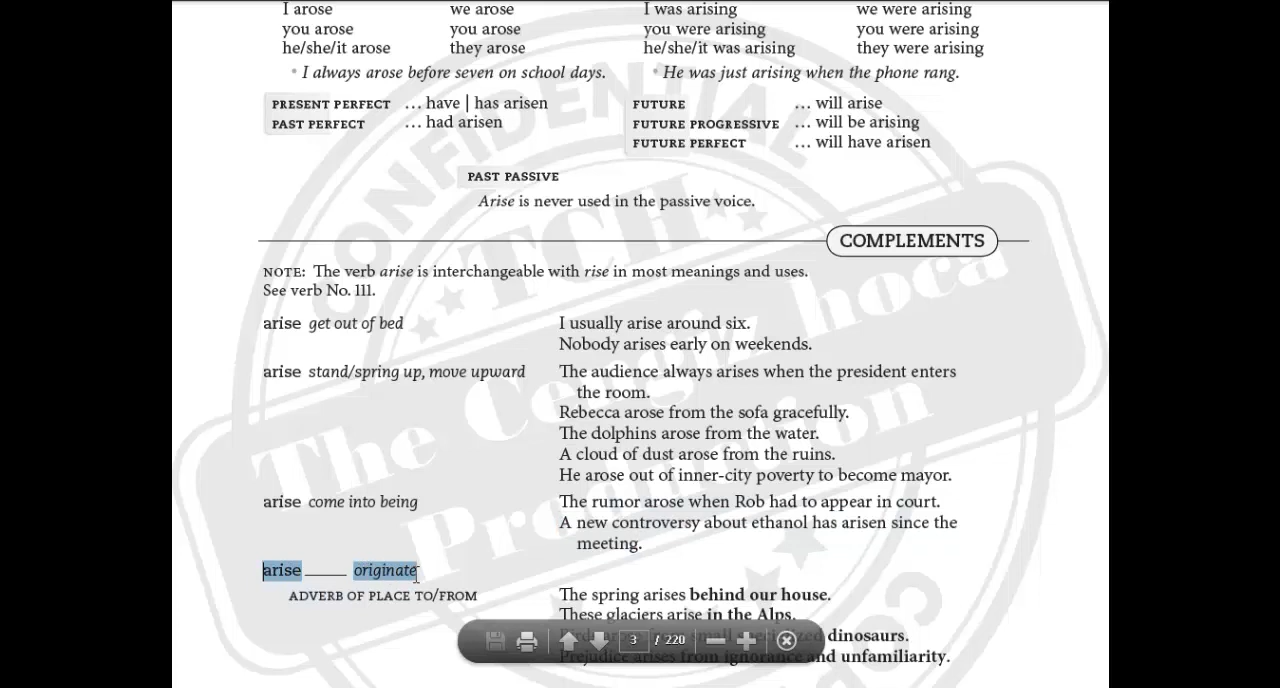 I arose we arose I was arising we were arising
you arose you arose you were arising you were arising
he/she/it arose they arose he/she/it was arising they were arising
• I always arose before seven on school days. • He was just arising when the phone rang.
PRESENT PERFECT … have | has arisen FUTURE … will arise
PAST PERFECT … had arisen FUTURE PROGRESSIVE … will be arising
FUTURE PERFECT … will have arisen
PAST PASSIVE
Arise is never used in the passive voice.
COMPLEMENTS
NOTE: The verb arise is interchangeable with rise in most meanings and uses.
See verb No. 111.
arise get out of bed I usually arise around six.
Nobody arises early on weekends.
arise stand/spring up, move upward The audience always arises when the president enters
the room.
Rebecca arose from the sofa gracefully.
The dolphins arose from the water.
A cloud of dust arose from the ruins.
He arose out of inner-city poverty to become mayor.
arise come into being The rumor arose when Rob had to appear in court.
A new controversy about ethanol has arisen since the
meeting.
arise ____ originate
ADVERB OF PLACE TO/FROM The spring arises behind our house.
These glaciers arise in the Alps.
small specialized dinosaurs.
Prejudice arises from ignorance and unfamiliarity.
3 / 220
CONFIDENTIAL
TCH
The Cengiz hoca
Production